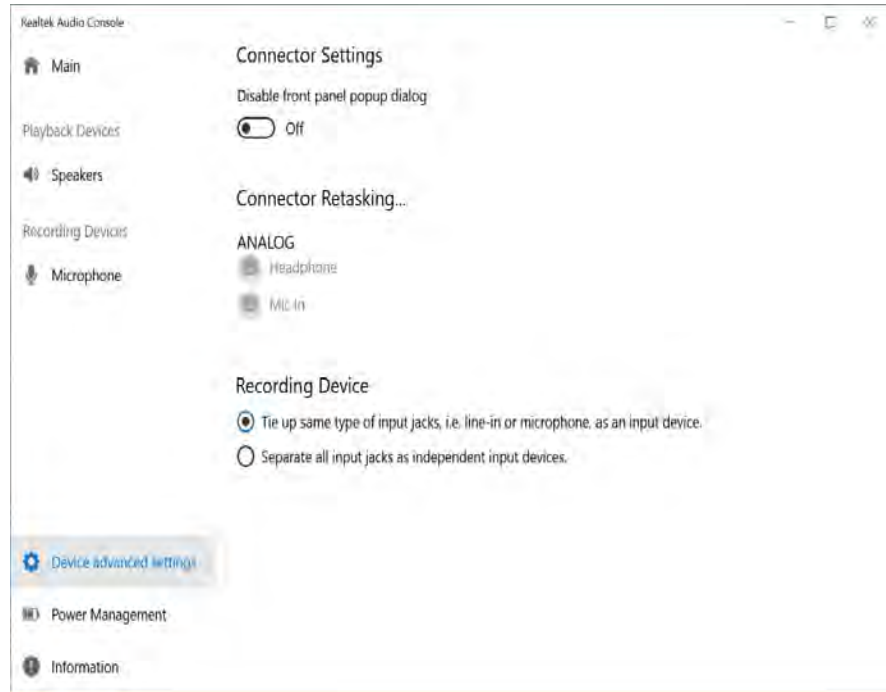 Realtek Audio Console
Main
Playback Devices
Speakers
Recording Devices
Microphone
Device advanced settings
Power Management
Information
Connector Settings
Disable front panel popup dialog
Off
Connector Retasking...
ANALOG
Headphone
Mic In
Recording Device
Tie up same type of input jacks, i.e. line-in or microphone, as an input device.
Separate all input jacks as independent input devices.